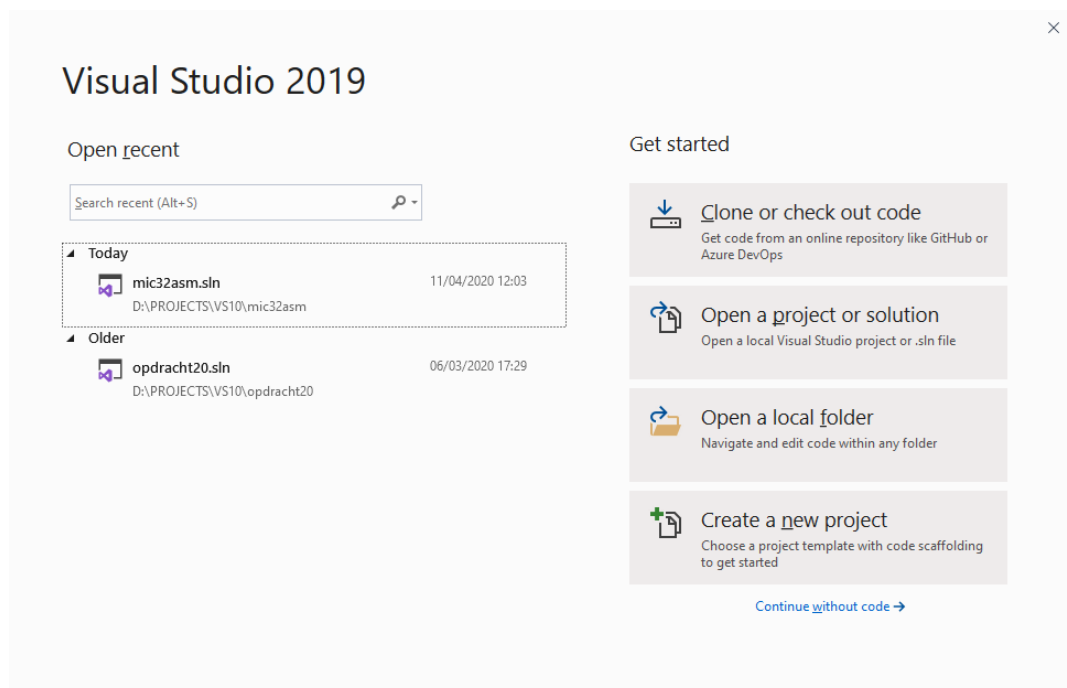 Visual Studio 2019
Open recent
Search recent (Alt+S)
Today
mic32asm.sln 11/04/2020 12:03
D:\PROJECTS\VS10\mic32asm
Older
opdracht20.sln 06/03/2020 17:29
D:\PROJECTS\VS10\opdracht20
Get started
Clone or check out code
Get code from an online repository like GitHub or
Azure DevOps
Open a project or solution
Open a local Visual Studio project or .sln file
Open a local folder
Navigate and edit code within any folder
Create a new project
Choose a project template with code scaffolding
to get started
Continue without code →